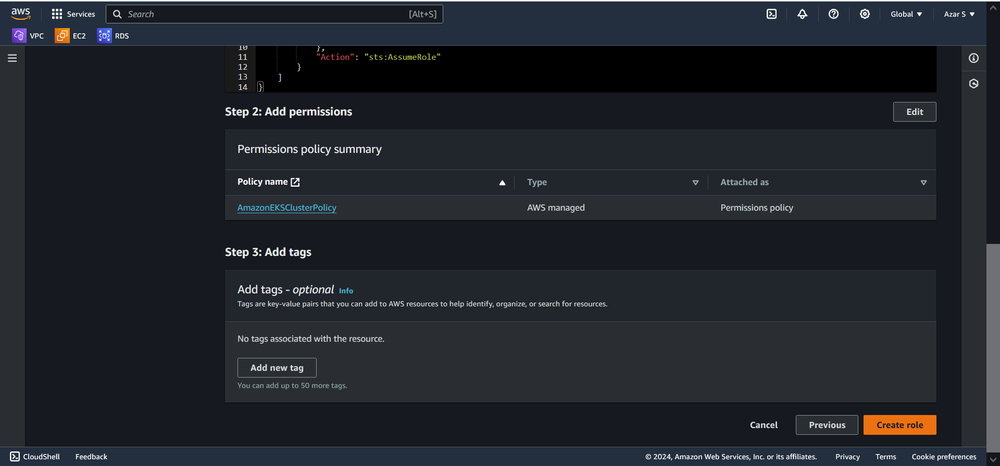 aws
Services
Search
[Alt+S]
Global ▼
Azar S ▼
VPC
EC2
RDS
10 },
11 "Action": "sts:AssumeRole"
12 }
13 ]
14 }
Step 2: Add permissions
Edit
Permissions policy summary
Policy name
Type
Attached as
AmazonEKSClusterPolicy
AWS managed
Permissions policy
Step 3: Add tags
Add tags - optional Info
Tags are key-value pairs that you can add to AWS resources to help identify, organize, or search for resources.
No tags associated with the resource.
Add new tag
You can add up to 50 more tags.
Cancel
Previous
Create role
CloudShell
Feedback
© 2024, Amazon Web Services, Inc. or its affiliates.
Privacy
Terms
Cookie preferences